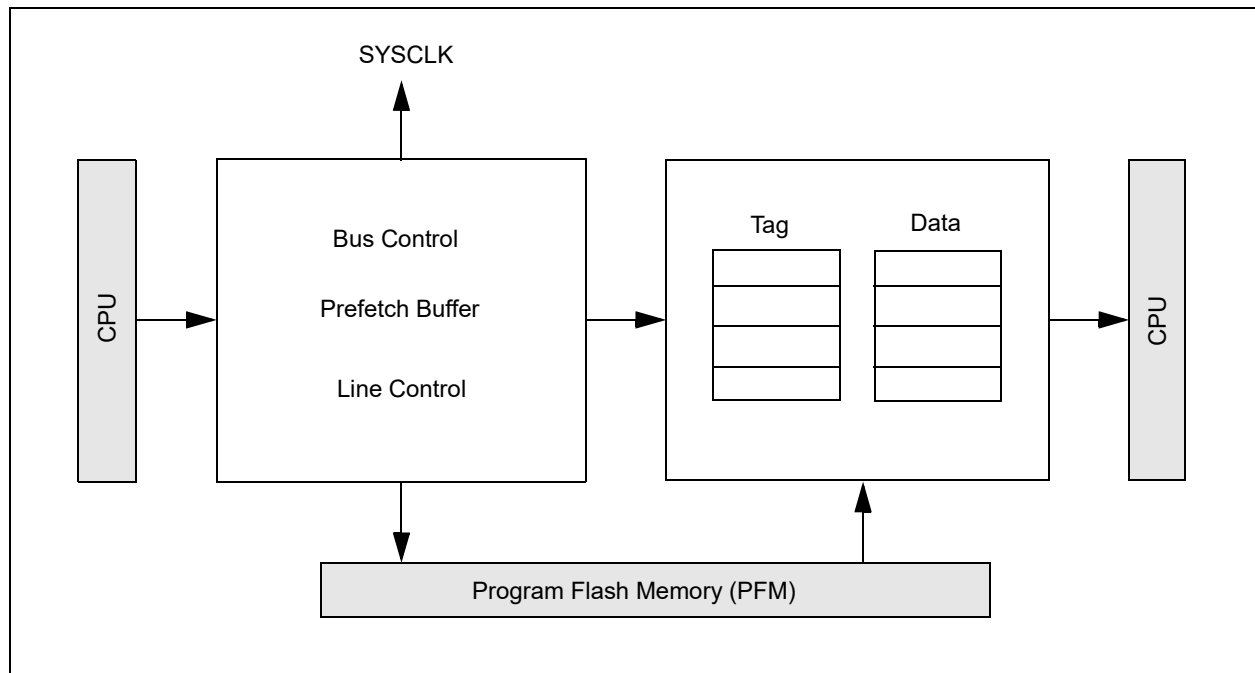 SYSCLK
CPU
Bus Control
Prefetch Buffer
Line Control
Tag
Data
CPU
Program Flash Memory (PFM)